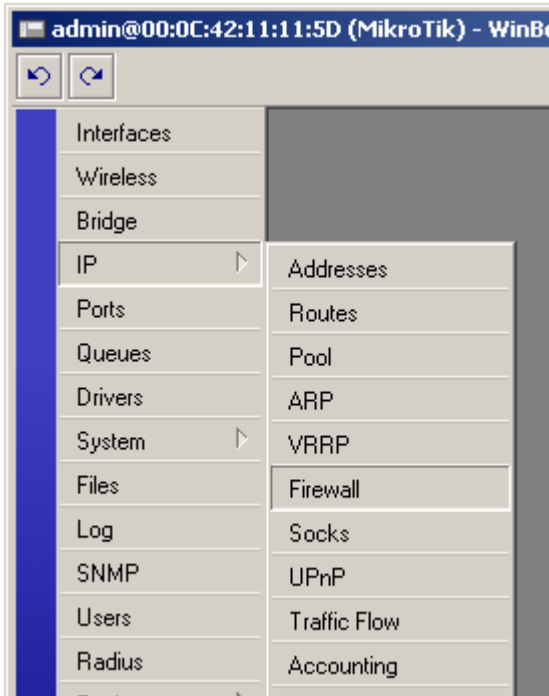 admin@00:0C:42:11:11:5D (MikroTik) - WinB
Interfaces
Wireless
Bridge
IP
Ports
Queues
Drivers
System
Files
Log
SNMP
Users
Radius
Addresses
Routes
Pool
ARP
VRRP
Firewall
Socks
UPnP
Traffic Flow
Accounting